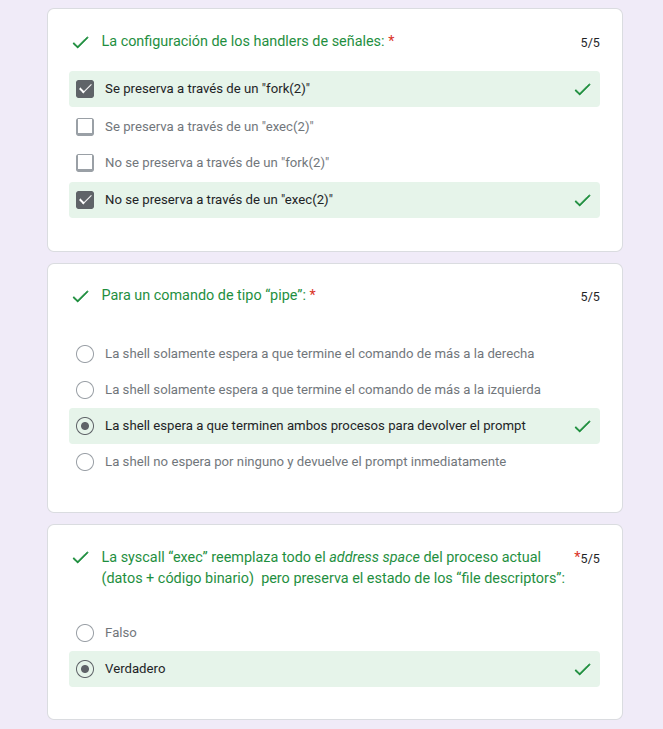 La configuración de los handlers de señales: *
5/5
Se preserva a través de un "fork(2)"
Se preserva a través de un "exec(2)"
No se preserva a través de un "fork(2)"
No se preserva a través de un "exec(2)"
Para un comando de tipo “pipe”: *
5/5
La shell solamente espera a que termine el comando de más a la derecha
La shell solamente espera a que termine el comando de más a la izquierda
La shell espera a que terminen ambos procesos para devolver el prompt
La shell no espera por ninguno y devuelve el prompt inmediatamente
La syscall “exec” reemplaza todo el address space del proceso actual
*5/5
(datos + código binario) pero preserva el estado de los “file descriptors”:
Falso
Verdadero